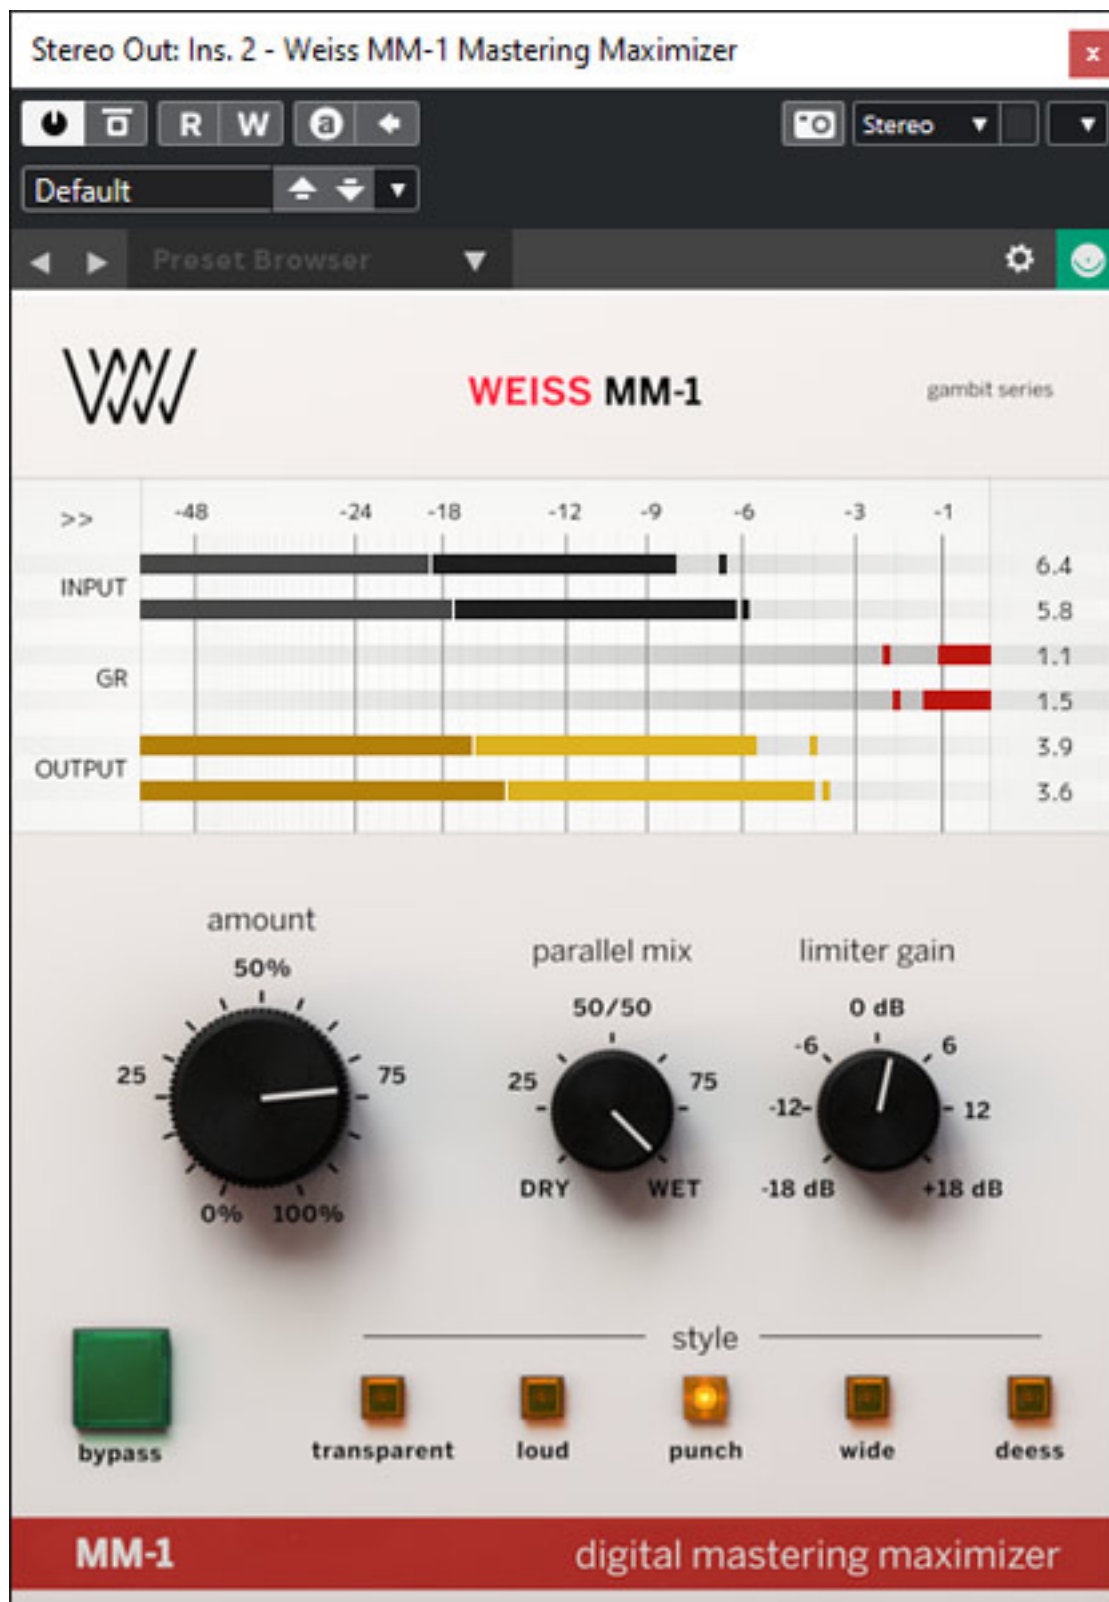 Stereo Out: Ins. 2 - Weiss MM-1 Mastering Maximizer x
R W a Stereo
Default
Preset Browser
WEISS MM-1 gambit series
>> -48 -24 -18 -12 -9 -6 -3 -1
INPUT 6.4
5.8
GR 1.1
1.5
OUTPUT 3.9
3.6
amount
50%
25 75
0% 100%
parallel mix
50/50
25 75
DRY WET
limiter gain
0 dB
-6 6
-12 12
-18 dB +18 dB
style
bypass transparent loud punch wide deess
MM-1 digital mastering maximizer